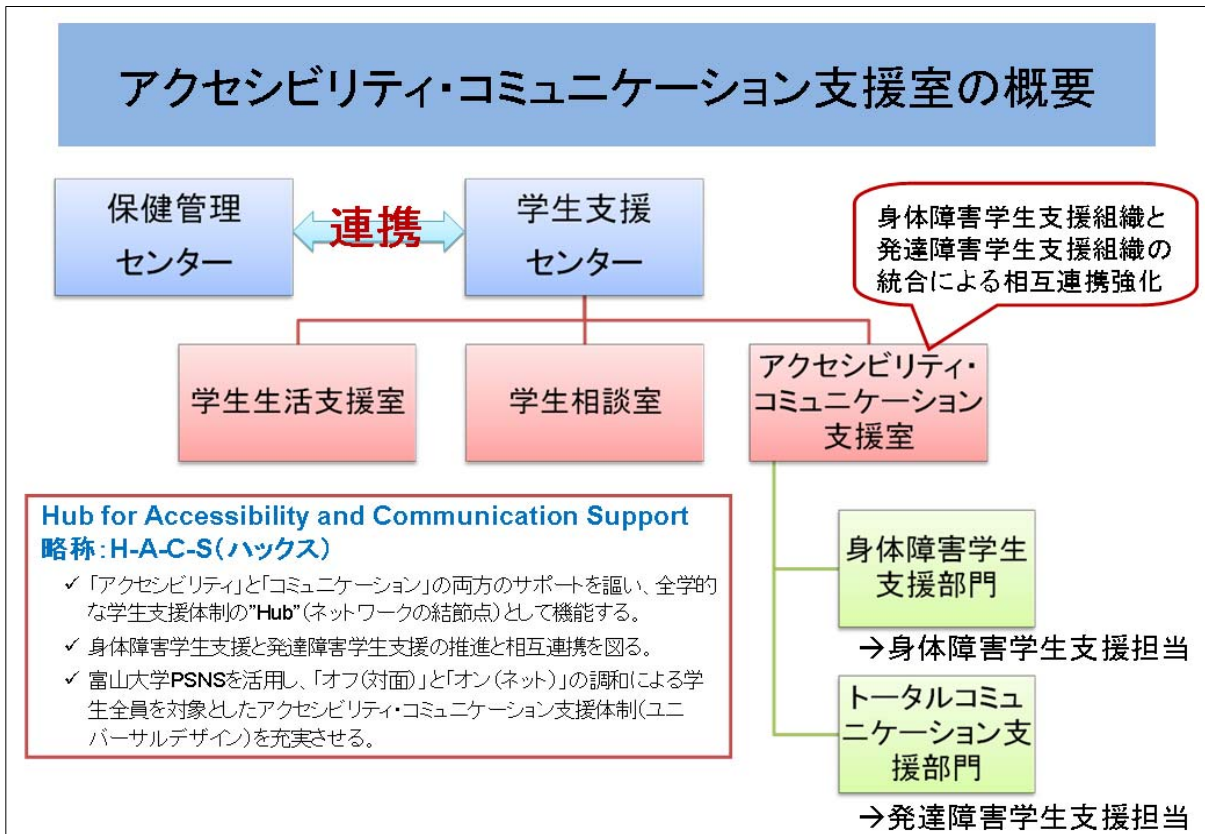 アクセシビリティ・コミュニケーション支援室の概要
保健管理
センター
連携
学生支援
センター
身体障害学生支援組織と
発達障害学生支援組織の
統合による相互連携強化
学生生活支援室
学生相談室
アクセシビリティ・
コミュニケーション
支援室
Hub for Accessibility and Communication Support
略称:H-A-C-S(ハックス)
✓ 「アクセシビリティ」と「コミュニケーション」の両方のサポートを謳い、全学的
な学生支援体制の"Hub"(ネットワークの結節点)として機能する。
✓ 身体障害学生支援と発達障害学生支援の推進と相互連携を図る。
✓ 富山大学PSNSを活用し、「オフ(対面)」と「オン(ネット)」の調和による学
生全員を対象としたアクセシビリティ・コミュニケーション支援体制(ユニ
バーサルデザイン)を充実させる。
身体障害学生
支援部門
→身体障害学生支援担当
トータルコミュ
ニケーション支
援部門
→発達障害学生支援担当